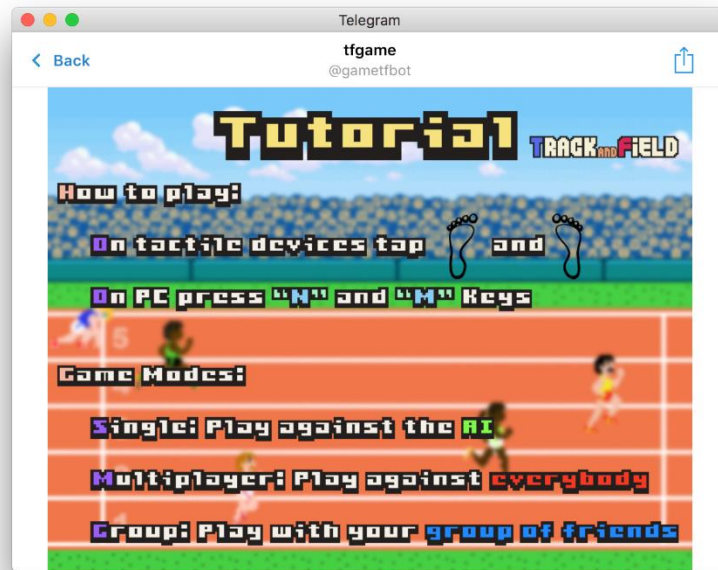 Telegram
Back
tfgame
@gametfbot
Tutorial
TRACK AND FiELD
How to play:
On tactile devices tap and
On PC press "N" and "M" Keys
5
Game Modes:
Single: Play against the AI
Multiplayer: Play against everybody
Group: Play with your group of friends